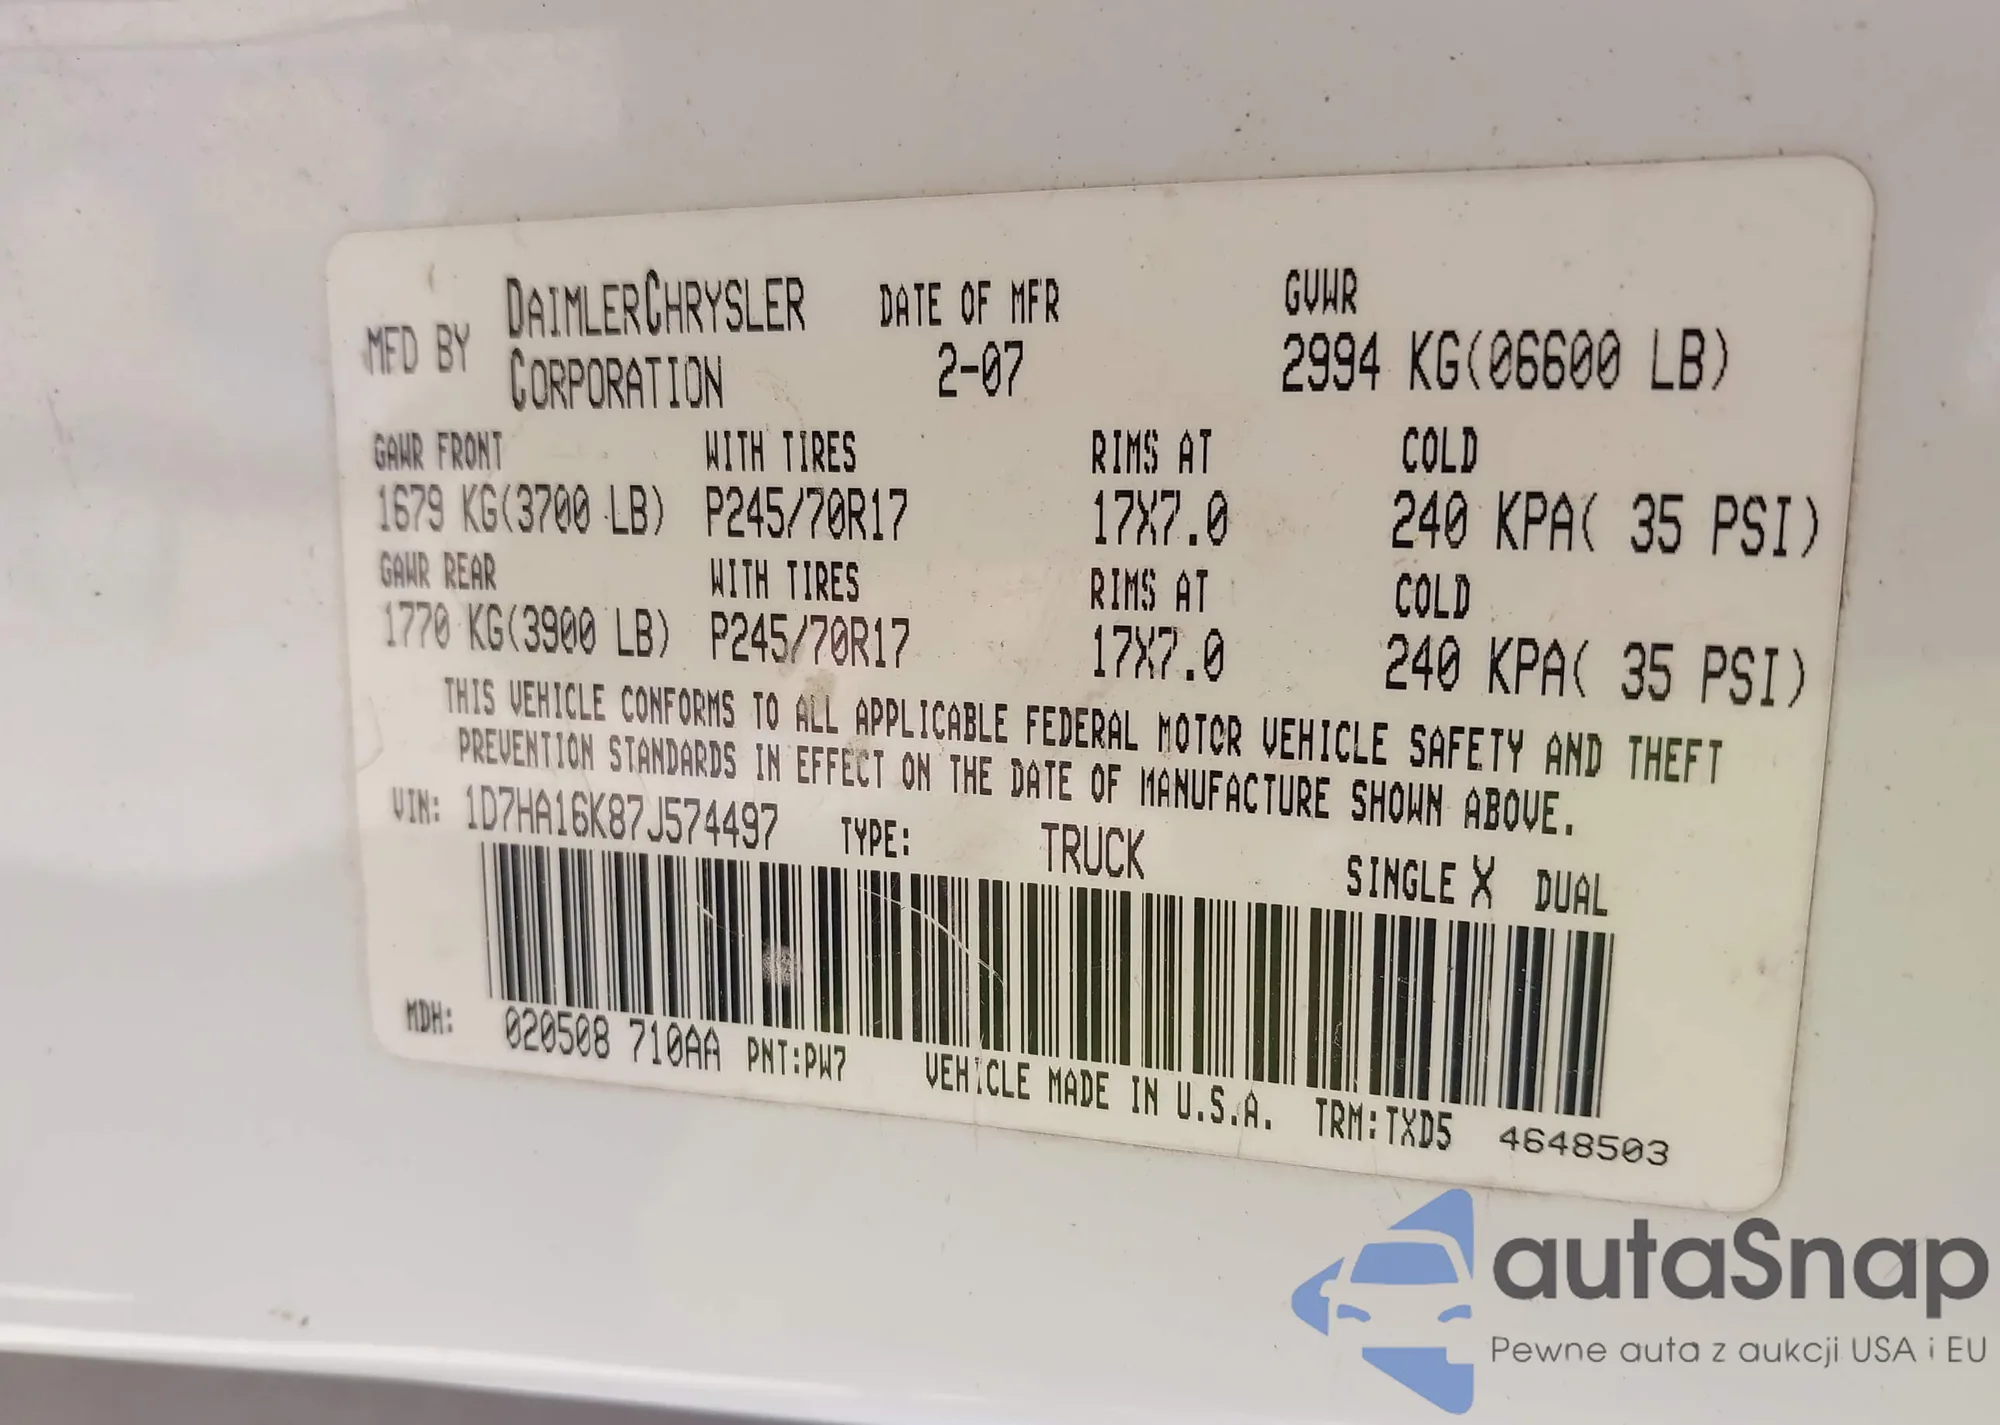 MFD BY DAIMLERCHRYSLER CORPORATION DATE OF MFR 2-07 GVWR 2994 KG(06600 LB)
GAWR FRONT WITH TIRES RIMS AT COLD
1679 KG(3700 LB) P245/70R17 17X7.0 240 KPA( 35 PSI)
GAWR REAR WITH TIRES RIMS AT COLD
1770 KG(3900 LB) P245/70R17 17X7.0 240 KPA( 35 PSI)
THIS VEHICLE CONFORMS TO ALL APPLICABLE FEDERAL MOTOR VEHICLE SAFETY AND THEFT
PREVENTION STANDARDS IN EFFECT ON THE DATE OF MANUFACTURE SHOWN ABOVE.
VIN: 1D7HA16K87J574497 TYPE: TRUCK SINGLE X DUAL
MDH: 020508 710AA PNT:PW7 VEHICLE MADE IN U.S.A. TRM:TXD5 4648503
autaSnap
Pewne auta z aukcji USA i EU